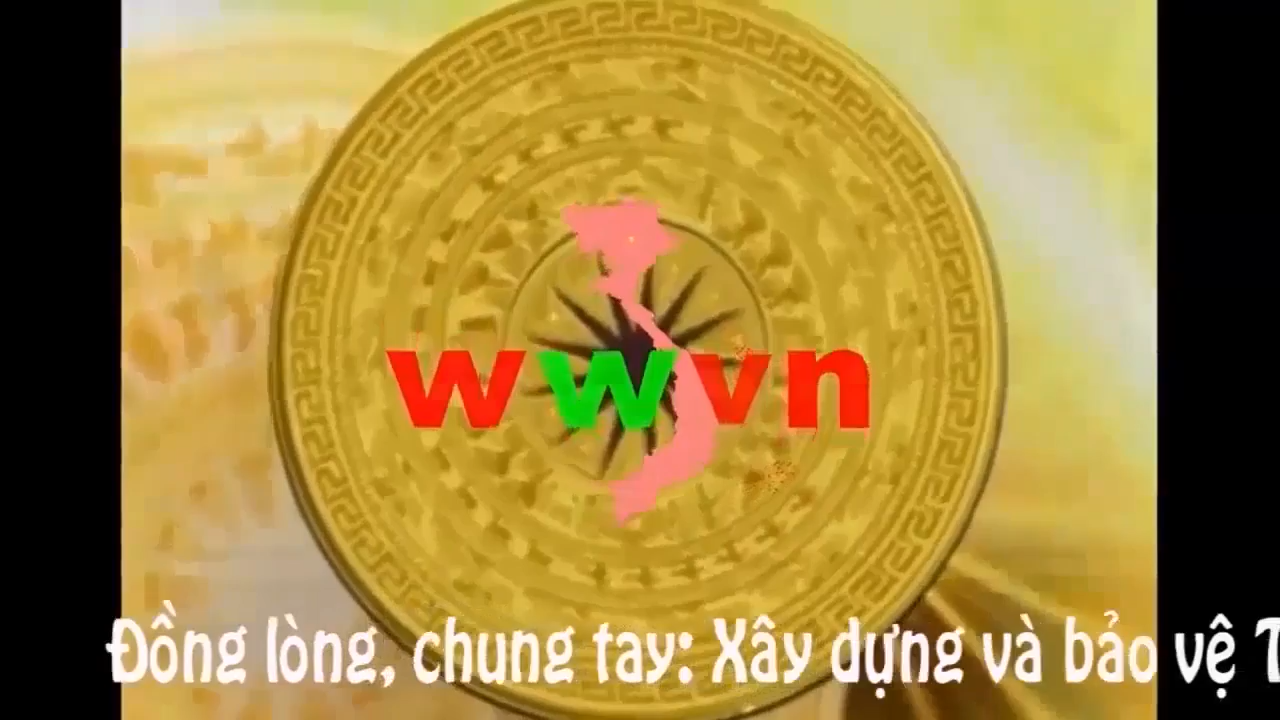 wwvn
Đồng lòng, chung tay: Xây dựng và bảo vệ